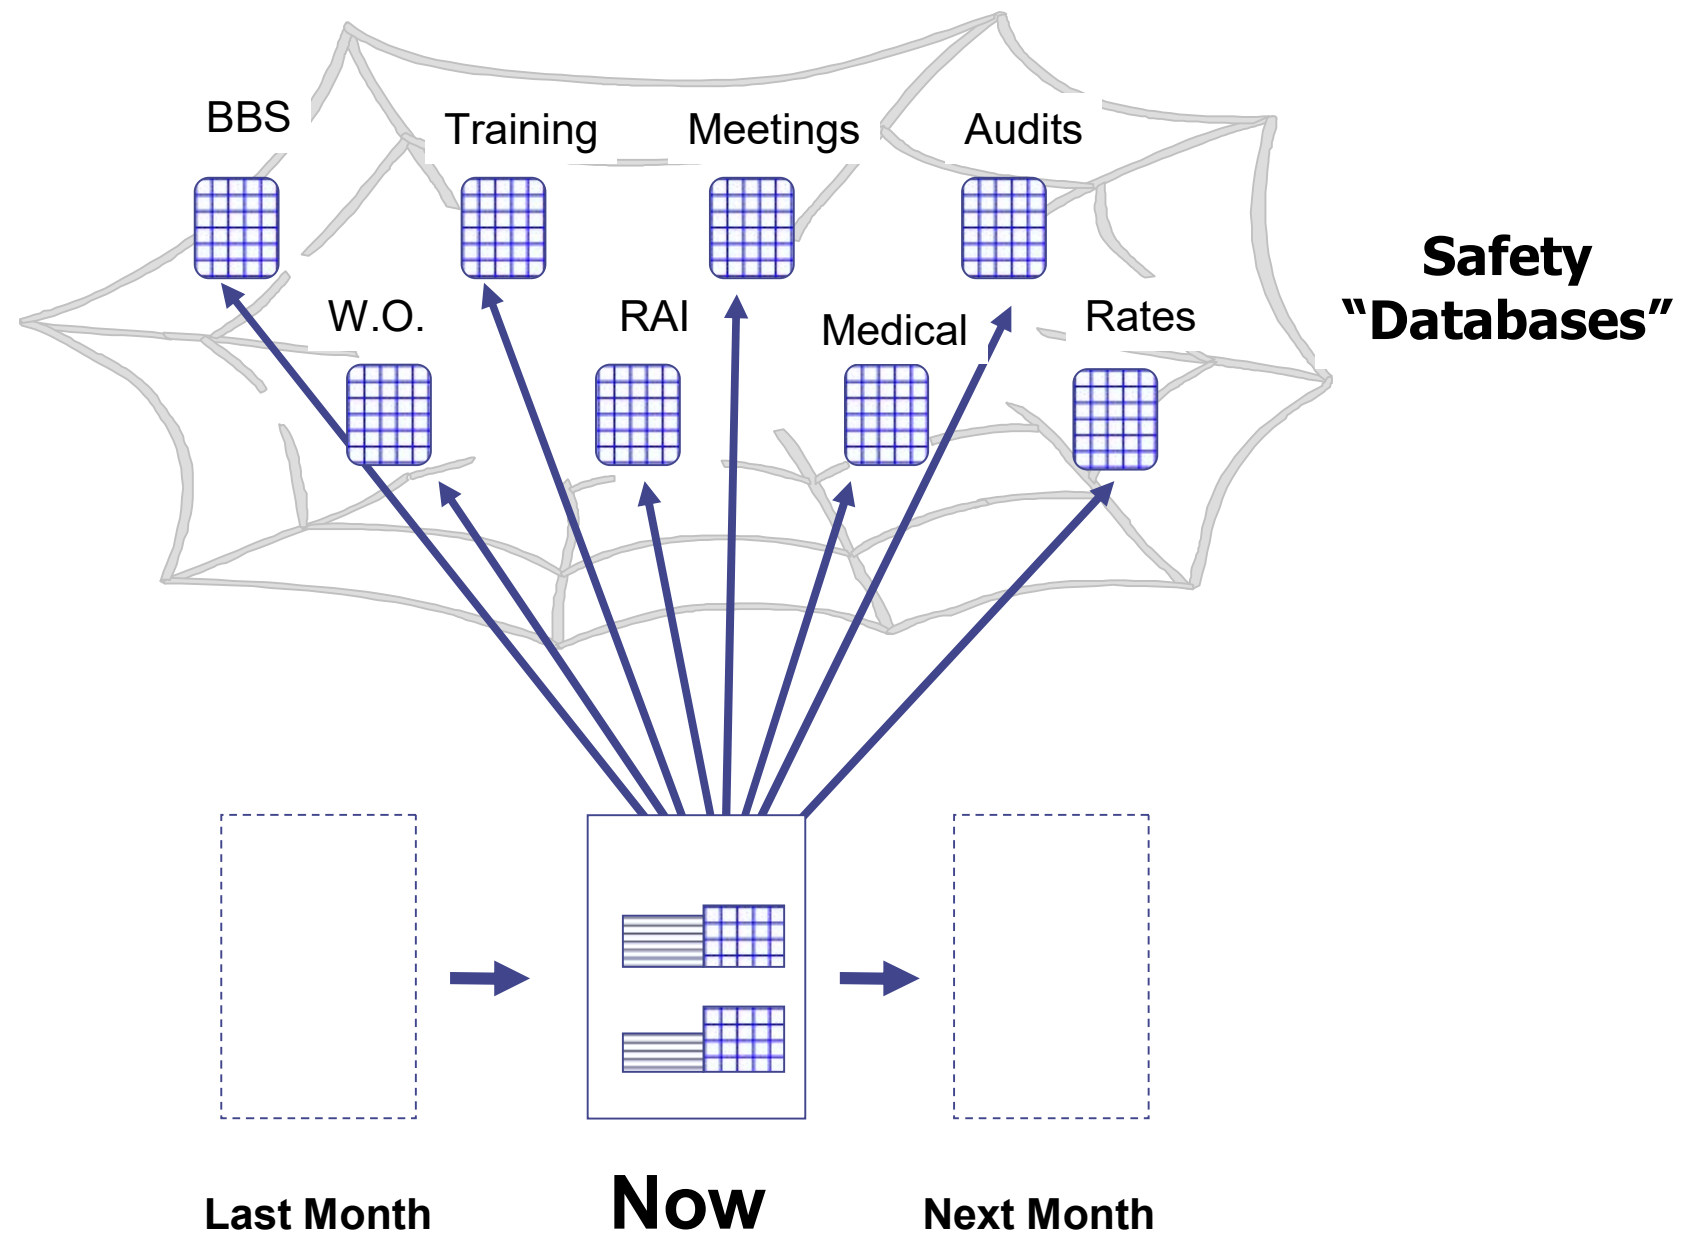 BBS
Training
Meetings
Audits
Safety
“Databases”
W.O.
RAI
Medical
Rates
Last Month
Now
Next Month